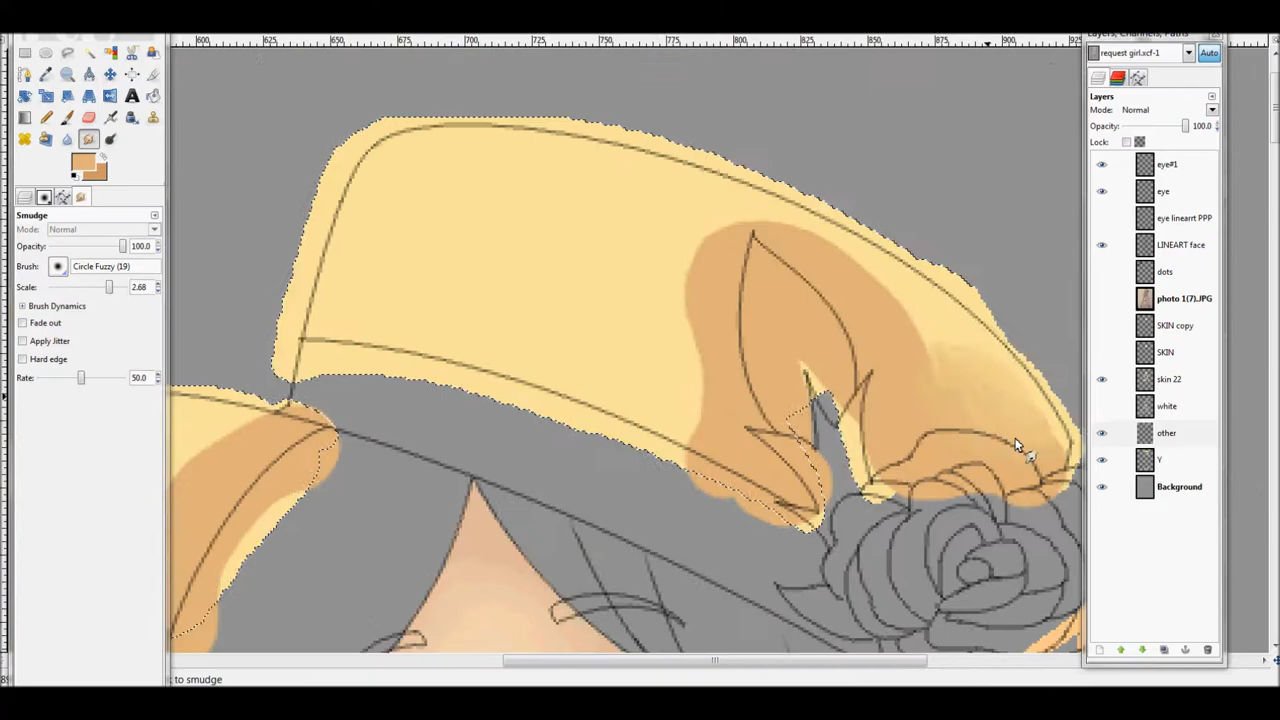 600 625 650 675 700 725 750 775 800 825 850 875 900 925
Layers, Channels, Paths
request girl.xcf-1 Auto
Layers
Mode: Normal
Opacity: 100.0
Lock:
eye#1
eye
eye linearrt PPP
LINEART face
dots
photo 1(7).JPG
SKIN copy
SKIN
skin 22
white
other
Y
Background
Smudge
Mode: Normal
Opacity: 100.0
Brush: Circle Fuzzy (19)
Scale: 2.68
Brush Dynamics
Fade out
Apply Jitter
Hard edge
Rate: 50.0
to smudge